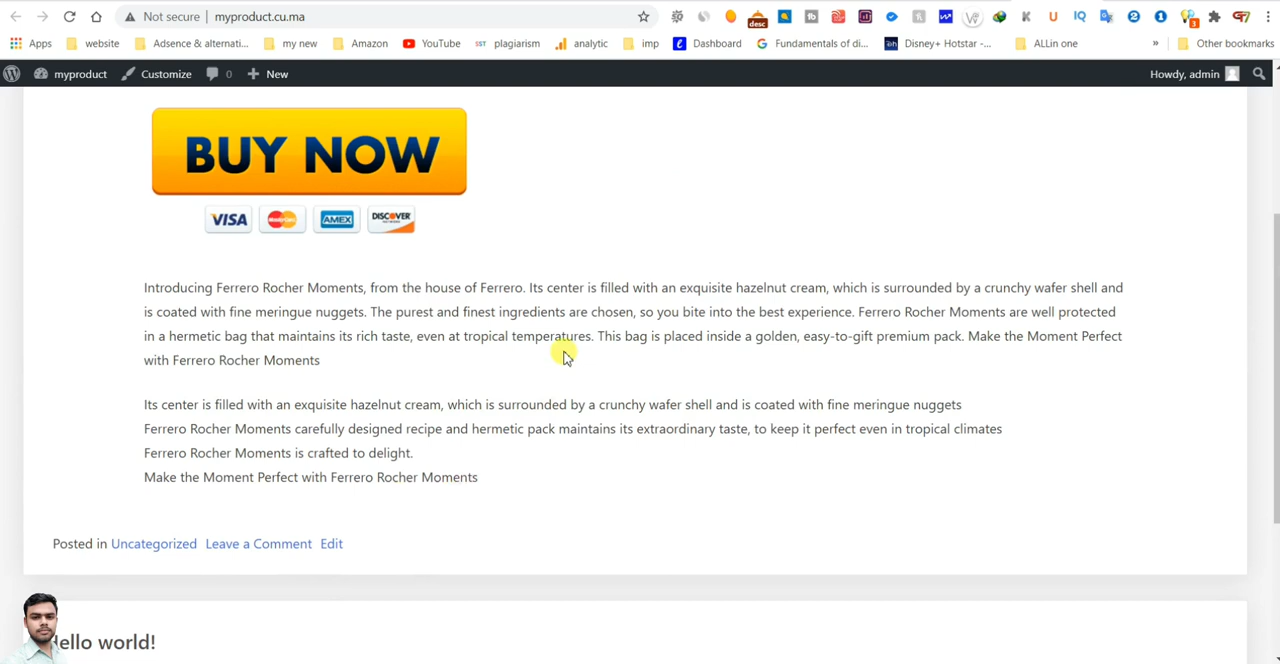 Not secure myproduct.cu.ma
desc
Apps website Adsence & alternati... my new Amazon YouTube SST plagiarism analytic imp Dashboard Fundamentals of di... Disney+ Hotstar -... ALLin one » Other bookmarks
myproduct Customize 0 New Howdy, admin
BUY NOW
VISA MasterCard AMEX DISCOVER
Introducing Ferrero Rocher Moments, from the house of Ferrero. Its center is filled with an exquisite hazelnut cream, which is surrounded by a crunchy wafer shell and
is coated with fine meringue nuggets. The purest and finest ingredients are chosen, so you bite into the best experience. Ferrero Rocher Moments are well protected
in a hermetic bag that maintains its rich taste, even at tropical temperatures. This bag is placed inside a golden, easy-to-gift premium pack. Make the Moment Perfect
with Ferrero Rocher Moments
Its center is filled with an exquisite hazelnut cream, which is surrounded by a crunchy wafer shell and is coated with fine meringue nuggets
Ferrero Rocher Moments carefully designed recipe and hermetic pack maintains its extraordinary taste, to keep it perfect even in tropical climates
Ferrero Rocher Moments is crafted to delight.
Make the Moment Perfect with Ferrero Rocher Moments
Posted in Uncategorized Leave a Comment Edit
ello world!